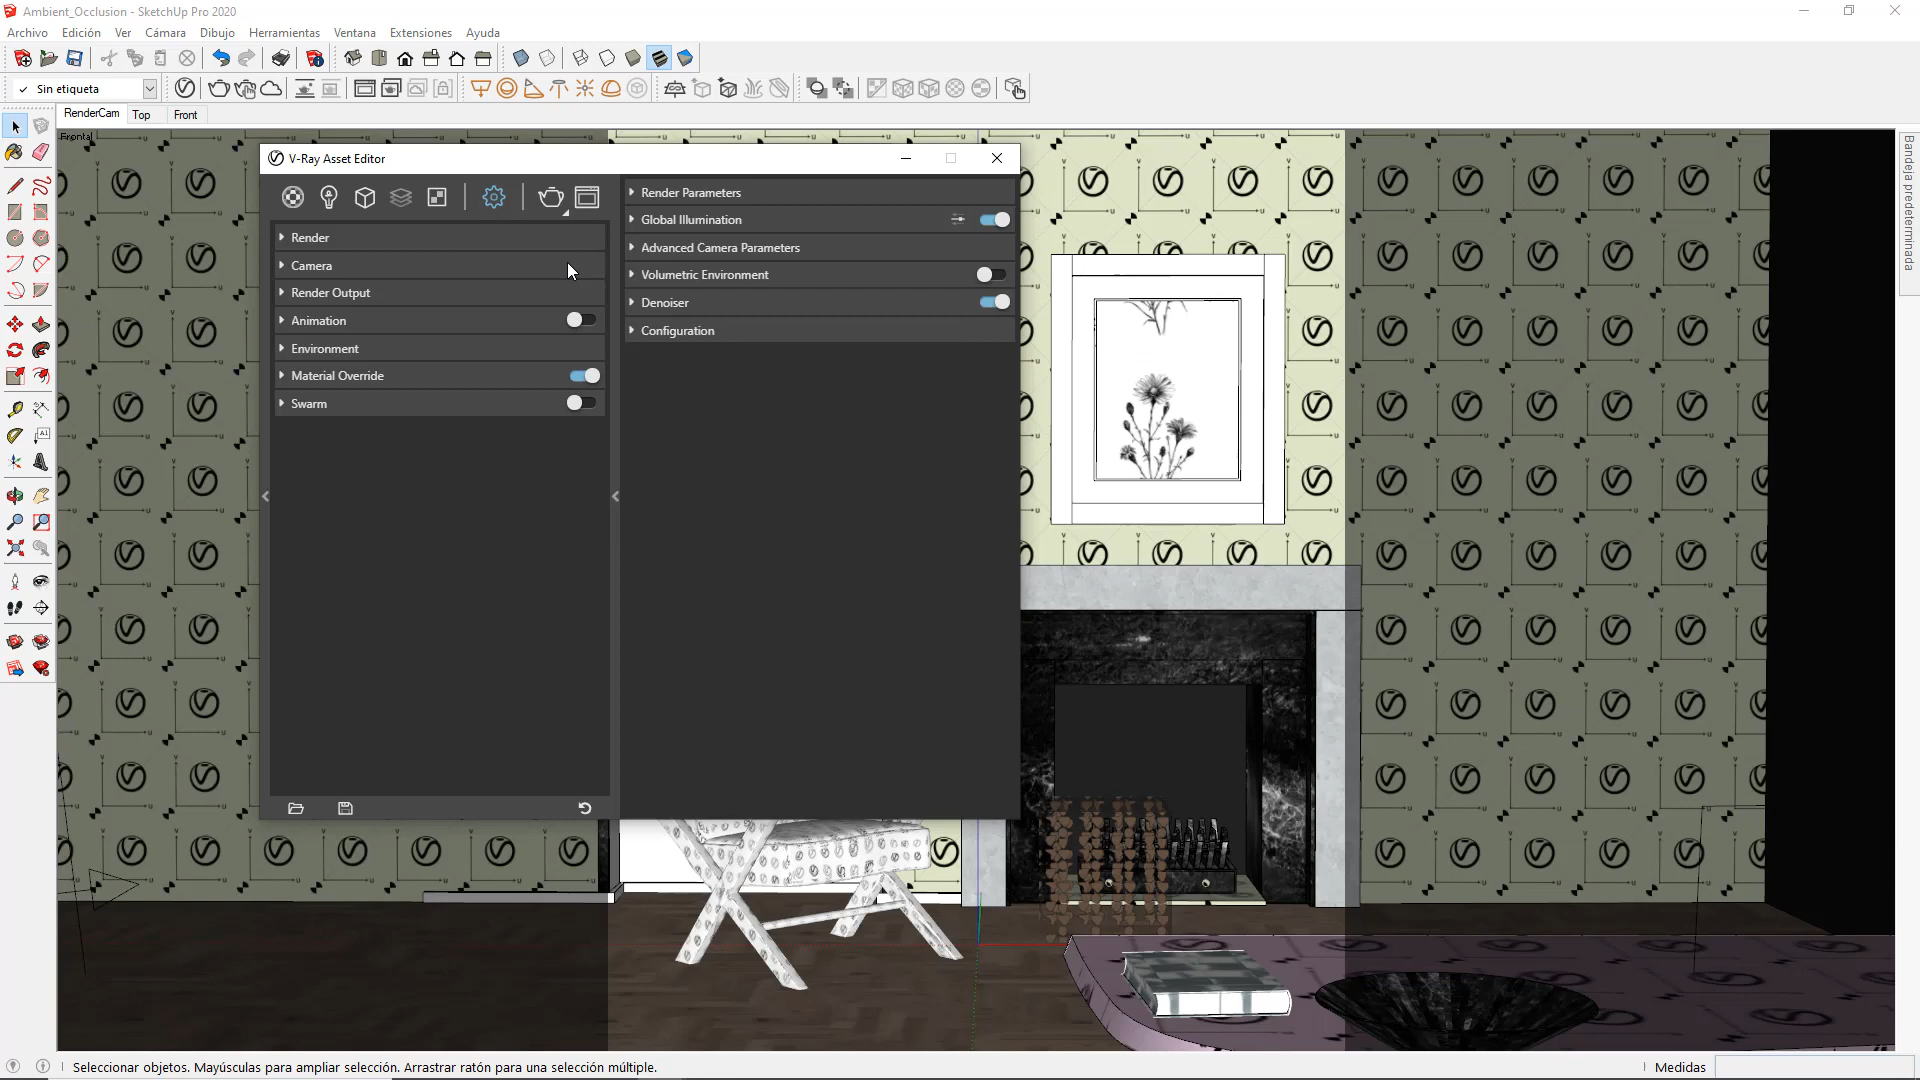 Ambient_Occlusion - SketchUp Pro 2020
Archivo Edición Ver Cámara Dibujo Herramientas Ventana Extensiones Ayuda
Sin etiqueta
RenderCam Top Front
Frontal
V-Ray Asset Editor
Render
Camera
Render Output
Animation
Environment
Material Override
Swarm
Render Parameters
Global Illumination
Advanced Camera Parameters
Volumetric Environment
Denoiser
Configuration
Bandeja predeterminada
Seleccionar objetos. Mayúsculas para ampliar selección. Arrastrar ratón para una selección múltiple.
Medidas